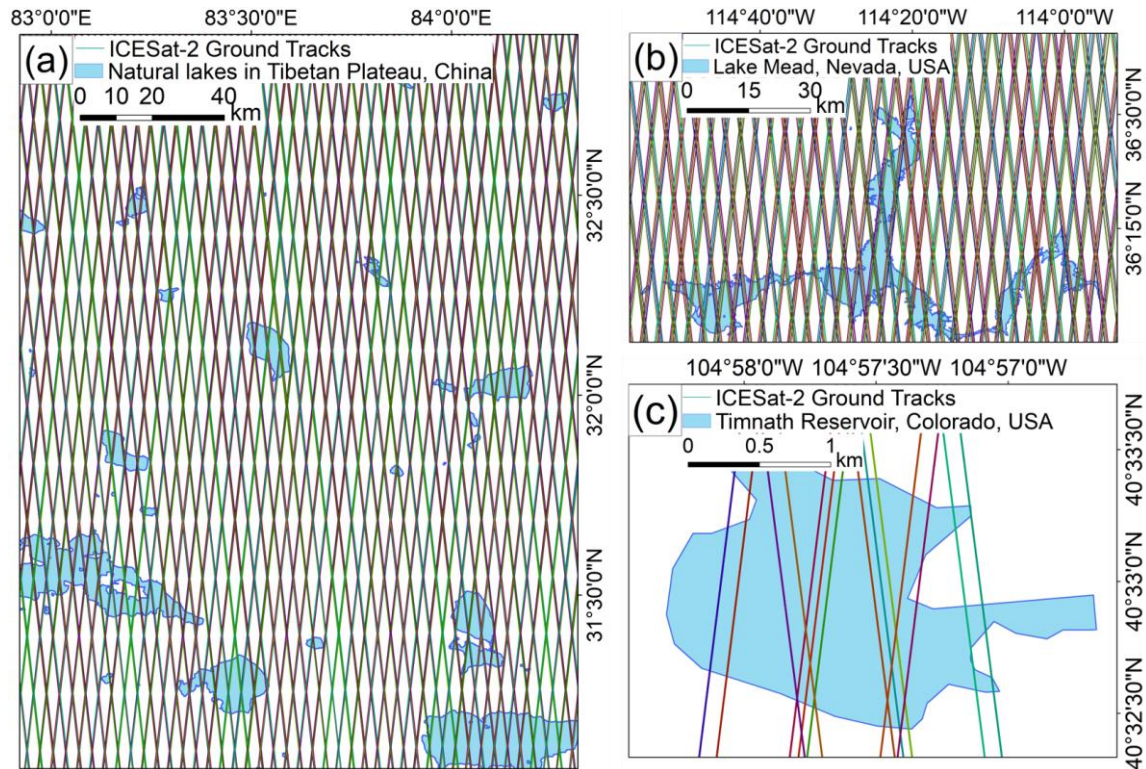 83°0'0"E 83°30'0"E 84°0'0"E
(a)
ICESat-2 Ground Tracks
Natural lakes in Tibetan Plateau, China
0 10 20 40
km
32°30'0"N
32°0'0"N
31°30'0"N
114°40'0"W 114°20'0"W 114°0'0"W
(b)
ICESat-2 Ground Tracks
Lake Mead, Nevada, USA
0 15 30
km
36°30'0"N
36°15'0"N
104°58'0"W 104°57'30"W 104°57'0"W
(c)
ICESat-2 Ground Tracks
Timnath Reservoir, Colorado, USA
0 0.5 1
km
40°33'30"N
40°33'0"N
40°32'30"N